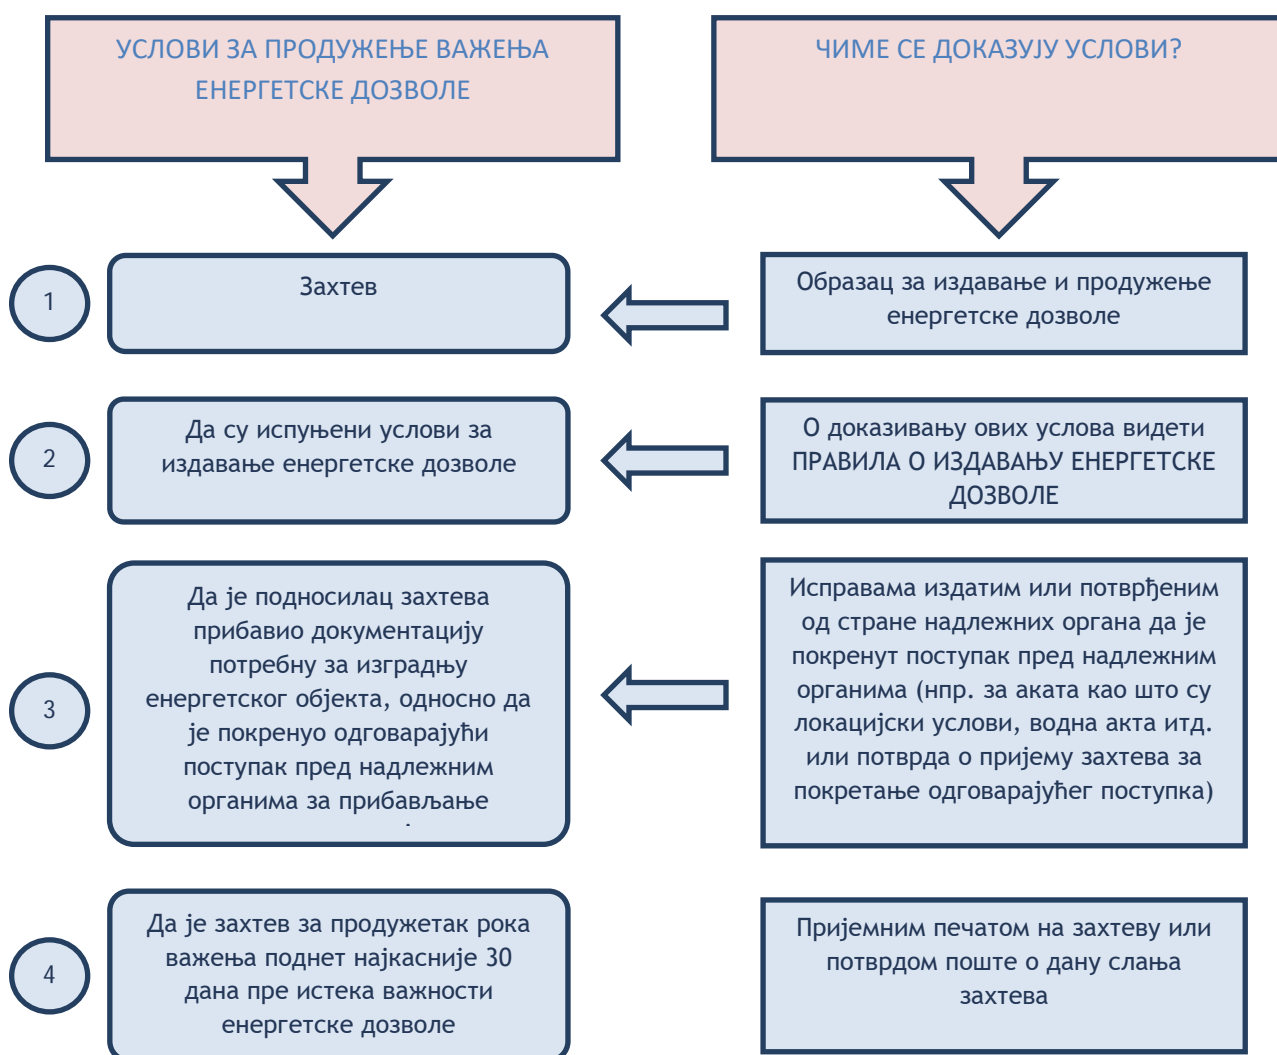 УСЛОВИ ЗА ПРОДУЖЕЊЕ ВАЖЕЊА
ЕНЕРГЕТСКЕ ДОЗВОЛЕ
ЧИМЕ СЕ ДОКАЗУЈУ УСЛОВИ?
1
Захтев
Образац за издавање и продужење
енергетске дозволе
2
Да су испуњени услови за
издавање енергетске дозволе
О доказивању ових услова видети
ПРАВИЛА О ИЗДАВАЊУ ЕНЕРГЕТСКЕ
ДОЗВОЛЕ
3
Да је подносилац захтева
прибавио документацију
потребну за изградњу
енергетског објекта, односно да
је покренуо одговарајући
поступак пред надлежним
органима за прибављање
Исправама издатим или потврђеним
од стране надлежних органа да је
покренут поступак пред надлежним
органима (нпр. за аката као што су
локацијски услови, водна акта итд.
или потврда о пријему захтева за
покретање одговарајућег поступка)
4
Да је захтев за продужетак рока
важења поднет најкасније 30
дана пре истека важности
енергетске дозволе
Пријемним печатом на захтеву или
потврдом поште о дану слања
захтева